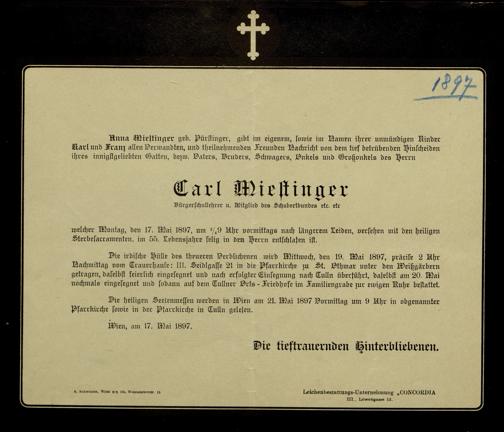 1897
Anna Miestinger geb. Pürstinger, gibt im eigenem, sowie im Namen ihrer unmündigen Kinder
Karl und Franz allen Verwandten, und theilnehmenden Freunden Nachricht von dem tief betrübenden Hinscheiden
ihres innigstgeliebten Gatten, bezw. Vaters, Bruders, Schwagers, Onkels und Großonkels des Herrn
Carl Miestinger
Bürgerschullehrer u. Mitglied des Schubertbundes etc. etc
welcher Montag, den 17. Mai 1897, um 9 Uhr vormittags nach längerem Leiden, versehen mit den heiligen
Sterbesacramenten, im 55. Lebensjahre selig in dem Herrn entschlafen ist.
Die irdische Hülle des theueren Verblichenen wird Mittwoch, den 19. Mai 1897, präcise 2 Uhr
Nachmittag vom Trauerhause: III. Seidlgasse 21 in die Pfarrkirche zu St. Othmar unter den Weißgärbern
getragen, daselbst feierlich eingesegnet und nach erfolgter Einsegnung nach Tulln überführt, daselbst am 20. Mai
nochmals eingesegnet und sodann auf dem Tullner Orts-Friedhofe im Familiengrabe zur ewigen Ruhe bestattet.
Die heiligen Seelenmessen werden in Wien am 21. Mai 1897 Vormittag um 9 Uhr in obgenannter
Pfarrkirche sowie in der Pfarrkirche in Tulln gelesen.
Wien, am 17. Mai 1897.
Die tieftrauernden Hinterbliebenen.
Leichenbestattungs-Unternehmung „CONCORDIA
III., Löwengasse